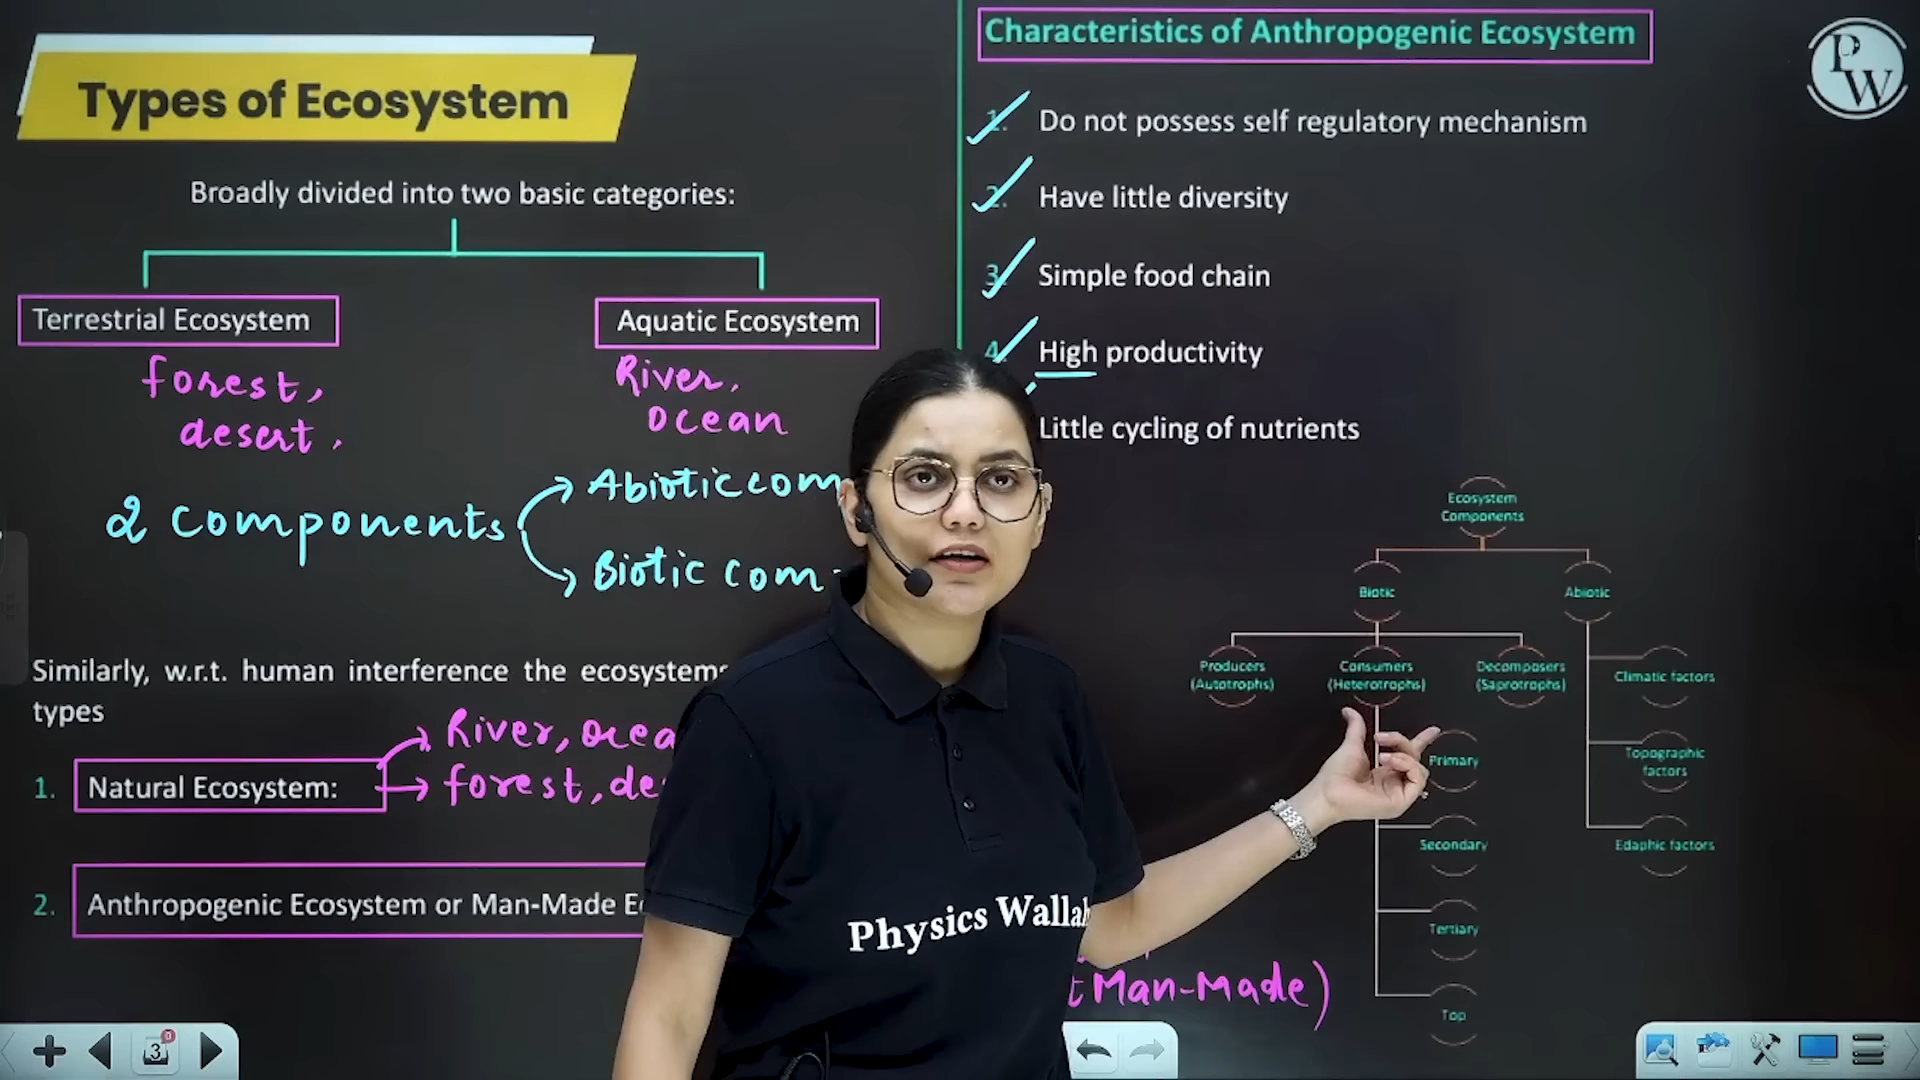 Types of Ecosystem
Broadly divided into two basic categories:
Terrestrial Ecosystem
Aquatic Ecosystem
forest,
desert,
River,
ocean
2 components
Abiotic com
Biotic com
Similarly, w.r.t. human interference the ecosystems
types
1. Natural Ecosystem:
River, ocea
forest, de
2. Anthropogenic Ecosystem or Man-Made
Characteristics of Anthropogenic Ecosystem
1. Do not possess self regulatory mechanism
2. Have little diversity
3. Simple food chain
4. High productivity
Little cycling of nutrients
Ecosystem
Components
Biotic
Abiotic
Producers
(Autotrophs)
Consumers
(Heterotrophs)
Decomposers
(Saprotrophs)
Climatic factors
Primary
Topographic
factors
Secondary
Edaphic factors
Tertiary
Top
Man-Made)
Physics Wallah
PW
3
0